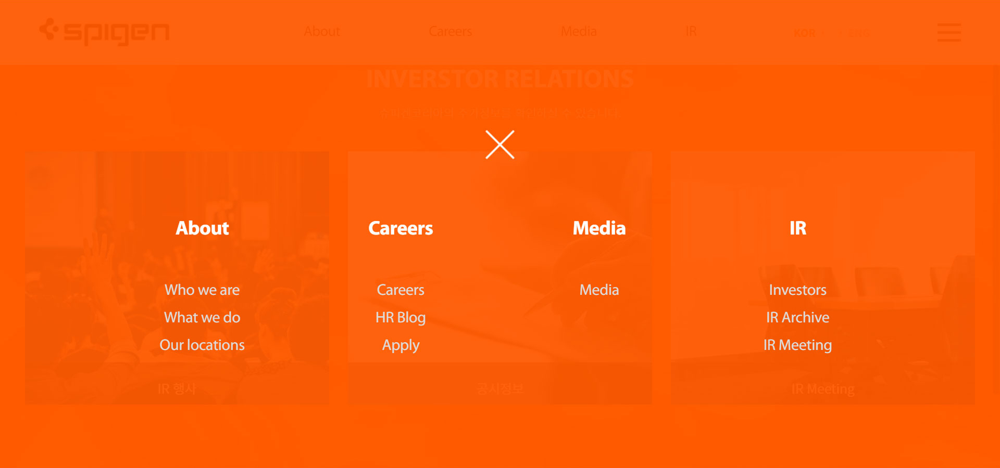 spigen
About
Careers
Media
IR
KOR
ENG
INVERSTOR RELATIONS
슈피겐코리아의 주가정보를 확인하실 수 있습니다.
About
Careers
Media
IR
Who we are
Careers
Media
Investors
What we do
HR Blog
IR Archive
Our locations
Apply
IR Meeting
IR 행사
공시정보
IR Meeting